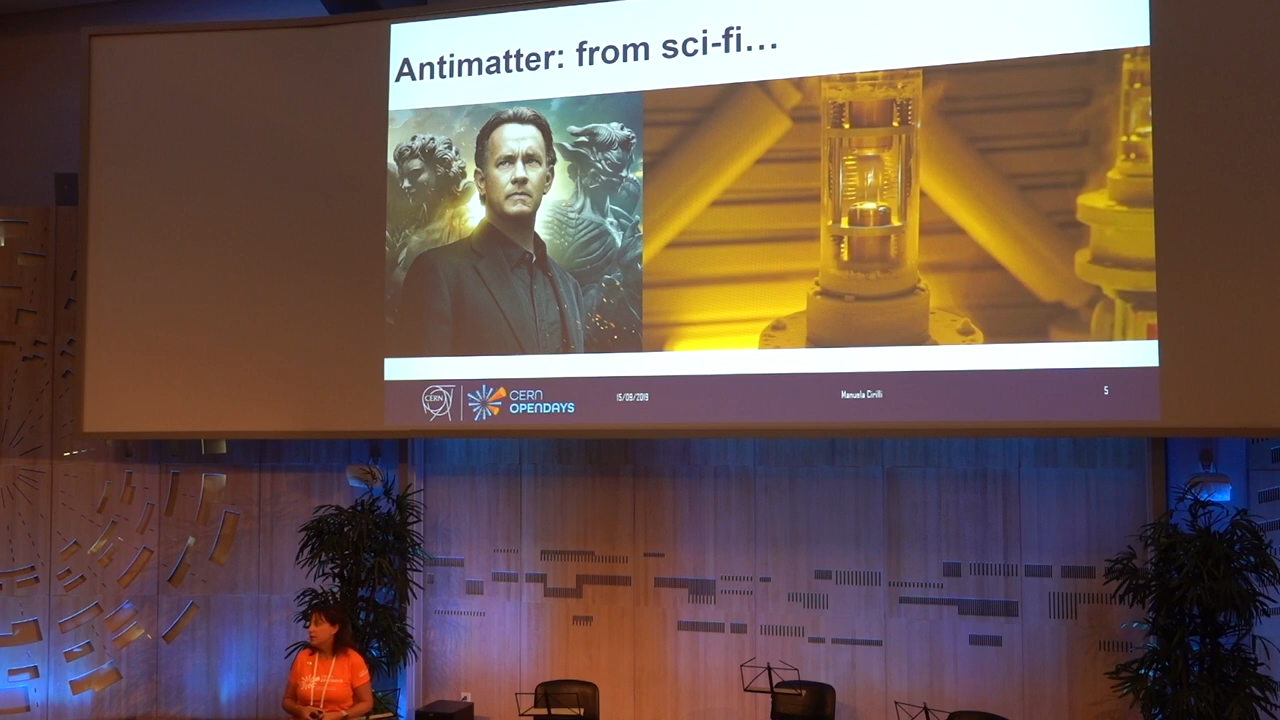 Antimatter: from sci-fi...
CERN
CERN
OPENDAYS
15/09/2019
Manuela Cirilli
5